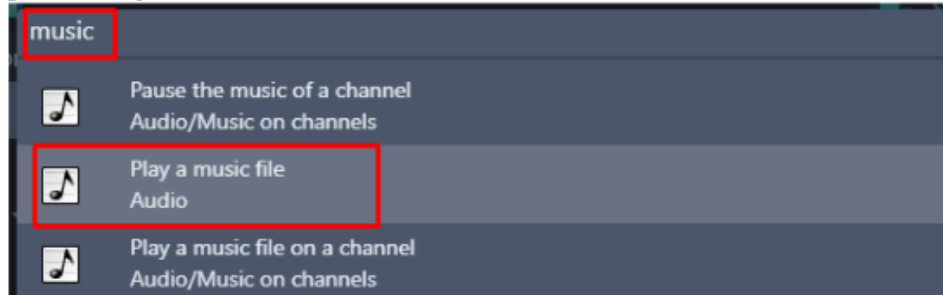 music
Pause the music of a channel
Audio/Music on channels
Play a music file
Audio
Play a music file on a channel
Audio/Music on channels